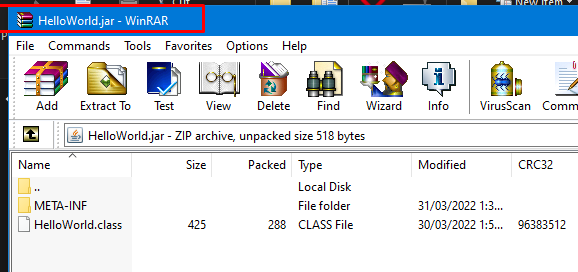 New item
HelloWorld.jar - WinRAR
File Commands Tools Favorites Options Help
Add Extract To Test View Delete Find Wizard Info VirusScan
HelloWorld.jar - ZIP archive, unpacked size 518 bytes
Name Size Packed Type Modified CRC32
.. Local Disk
META-INF File folder 31/03/2022 1:3...
HelloWorld.class 425 288 CLASS File 30/03/2022 1:5... 96383512